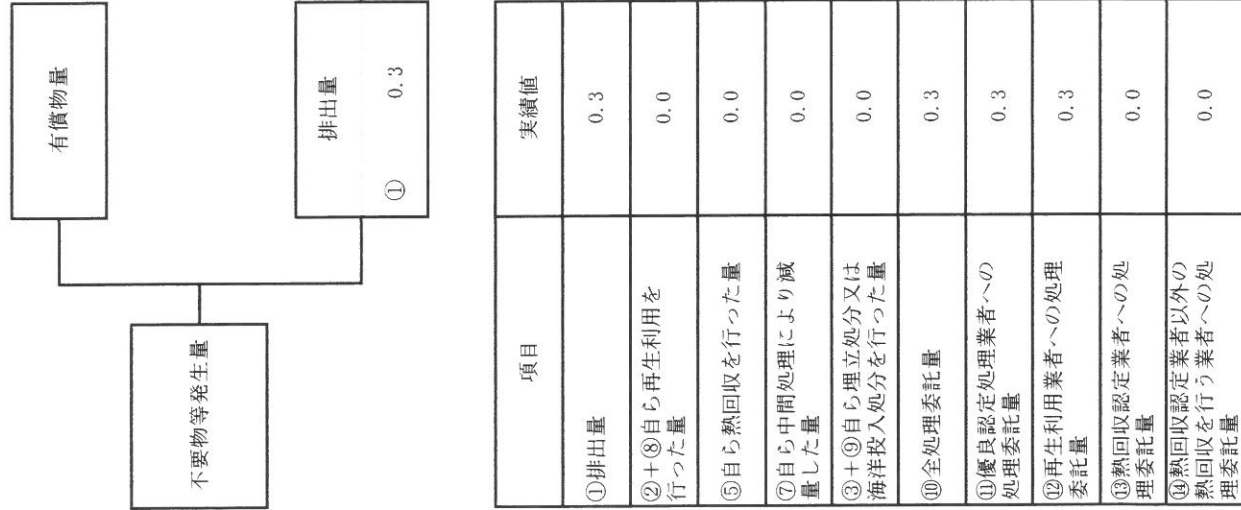 不要物等発生量
有償物量
排出量
① 0.3
項目 実績値
①排出量 0.3
②+⑧自ら再生利用を
行った量 0.0
⑤自ら熱回収を行った量 0.0
⑦自ら中間処理により減
量した量 0.0
③+⑨自ら埋立処分又は
海洋投入処分を行った量 0.0
⑩全処理委託量 0.3
⑪優良認定処理業者への
処理委託量 0.3
⑫再生利用業者への処理
委託量 0.3
⑬熱回収認定業者への処
理委託量 0.0
⑭熱回収認定業者以外の
熱回収を行う業者への処
理委託量 0.0